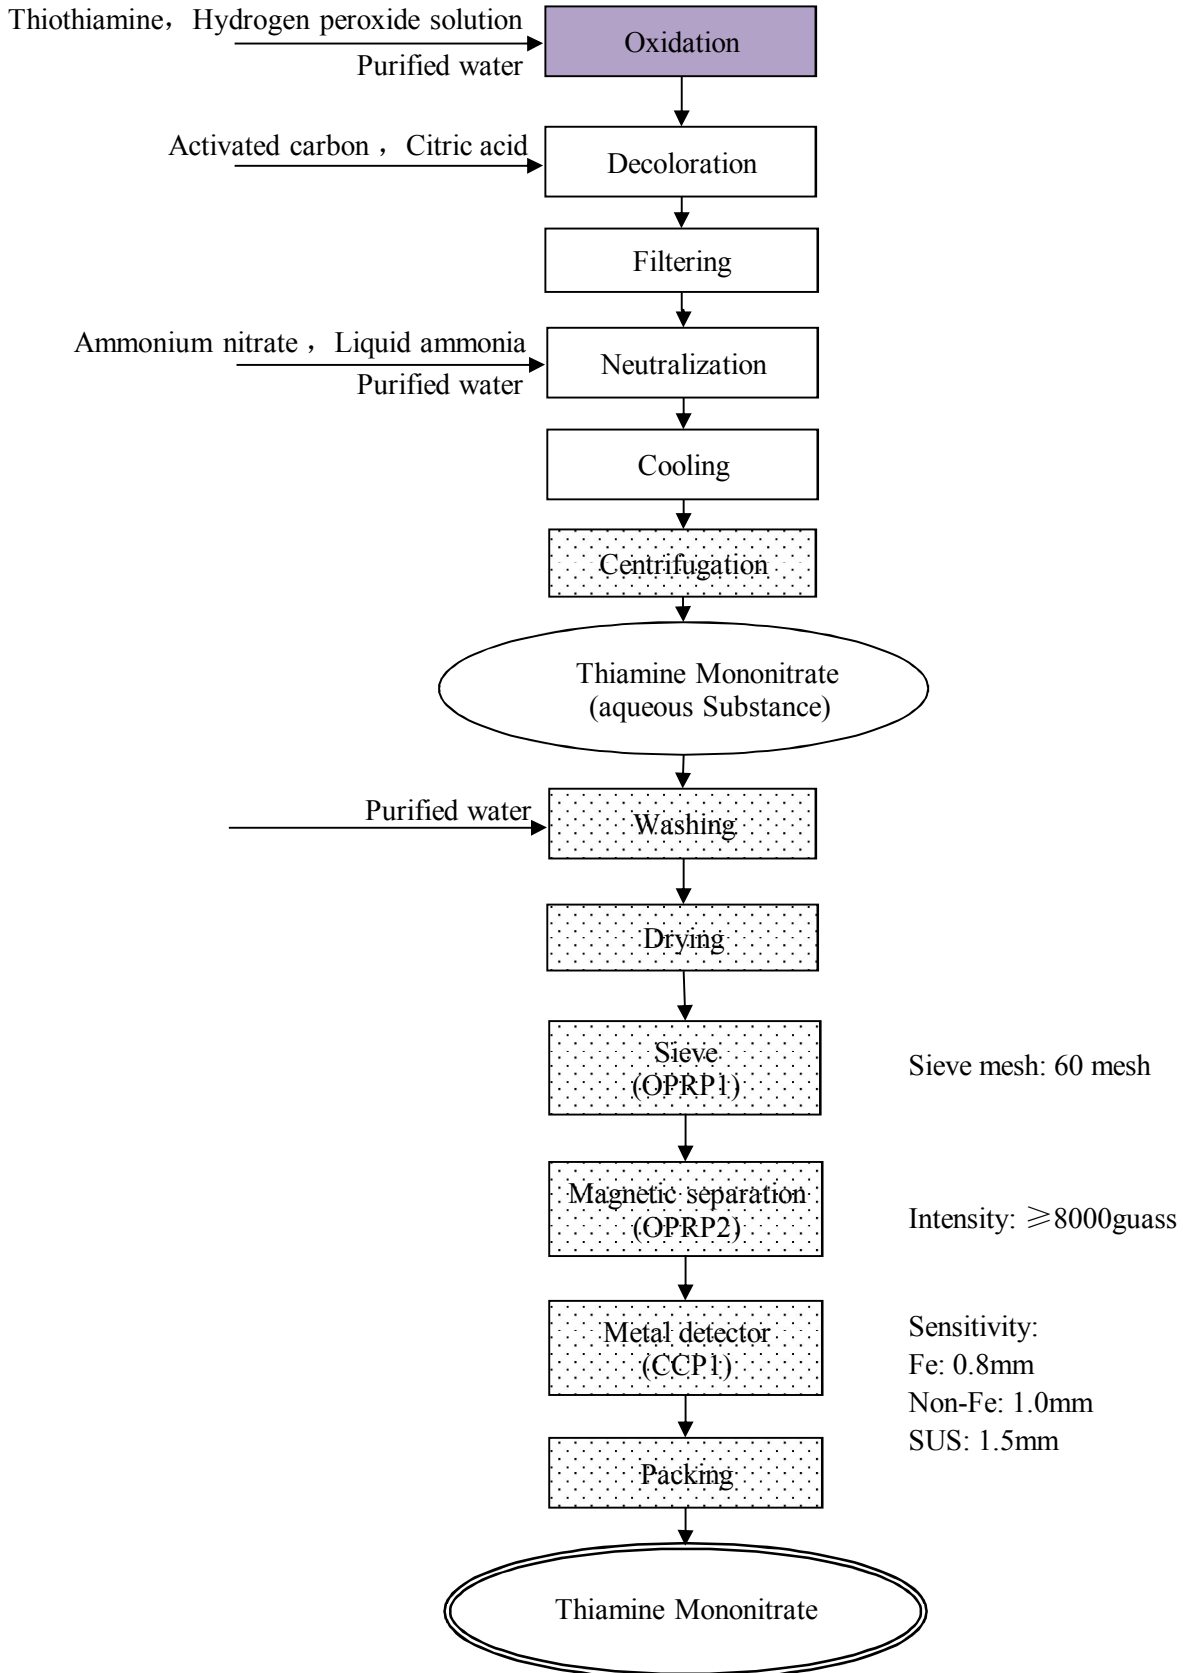 Thiothiamine，Hydrogen peroxide solution
Purified water
Oxidation
Activated carbon ，Citric acid
Decoloration
Filtering
Ammonium nitrate ，Liquid ammonia
Purified water
Neutralization
Cooling
Centrifugation
Thiamine Mononitrate
(aqueous Substance)
Purified water
Washing
Drying
Sieve
(OPRP1)
Sieve mesh: 60 mesh
Magnetic separation
(OPRP2)
Intensity: ≥8000guass
Metal detector
(CCP1)
Sensitivity:
Fe: 0.8mm
Non-Fe: 1.0mm
SUS: 1.5mm
Packing
Thiamine Mononitrate